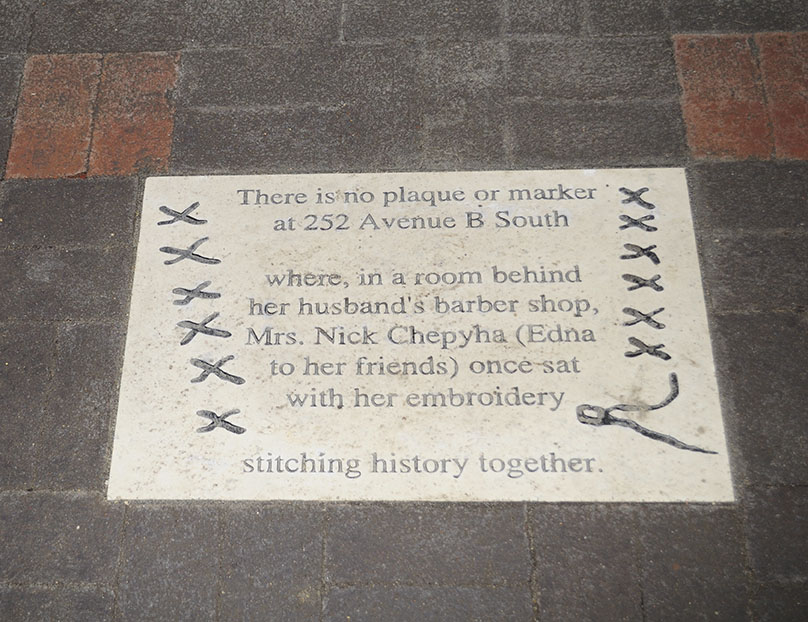 There is no plaque or marker
at 252 Avenue B South
where, in a room behind
her husband's barber shop,
Mrs. Nick Chepyha (Edna
to her friends) once sat
with her embroidery
stitching history together.